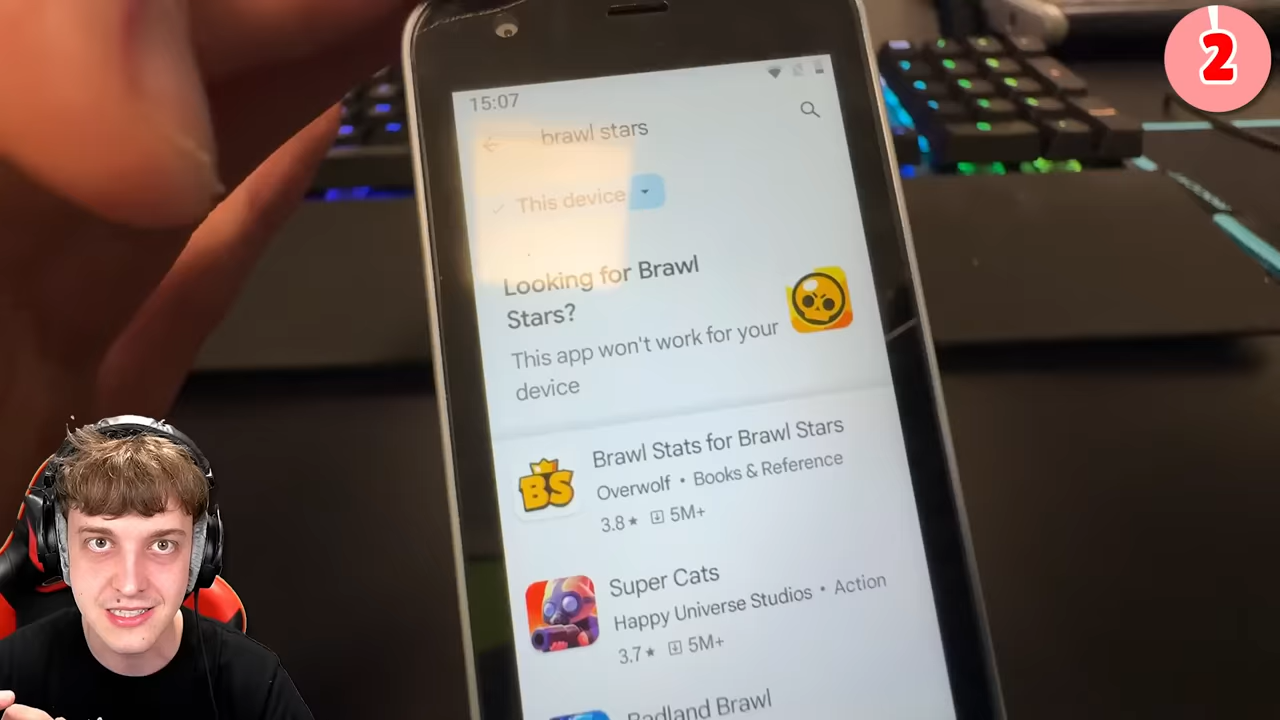 2
15:07
brawl stars
This device
Looking for Brawl
Stars?
This app won't work for your
device
BS
Brawl Stats for Brawl Stars
Overwolf • Books & Reference
3.8★ 5M+
Super Cats
Happy Universe Studios • Action
3.7★ 5M+
Badland Brawl